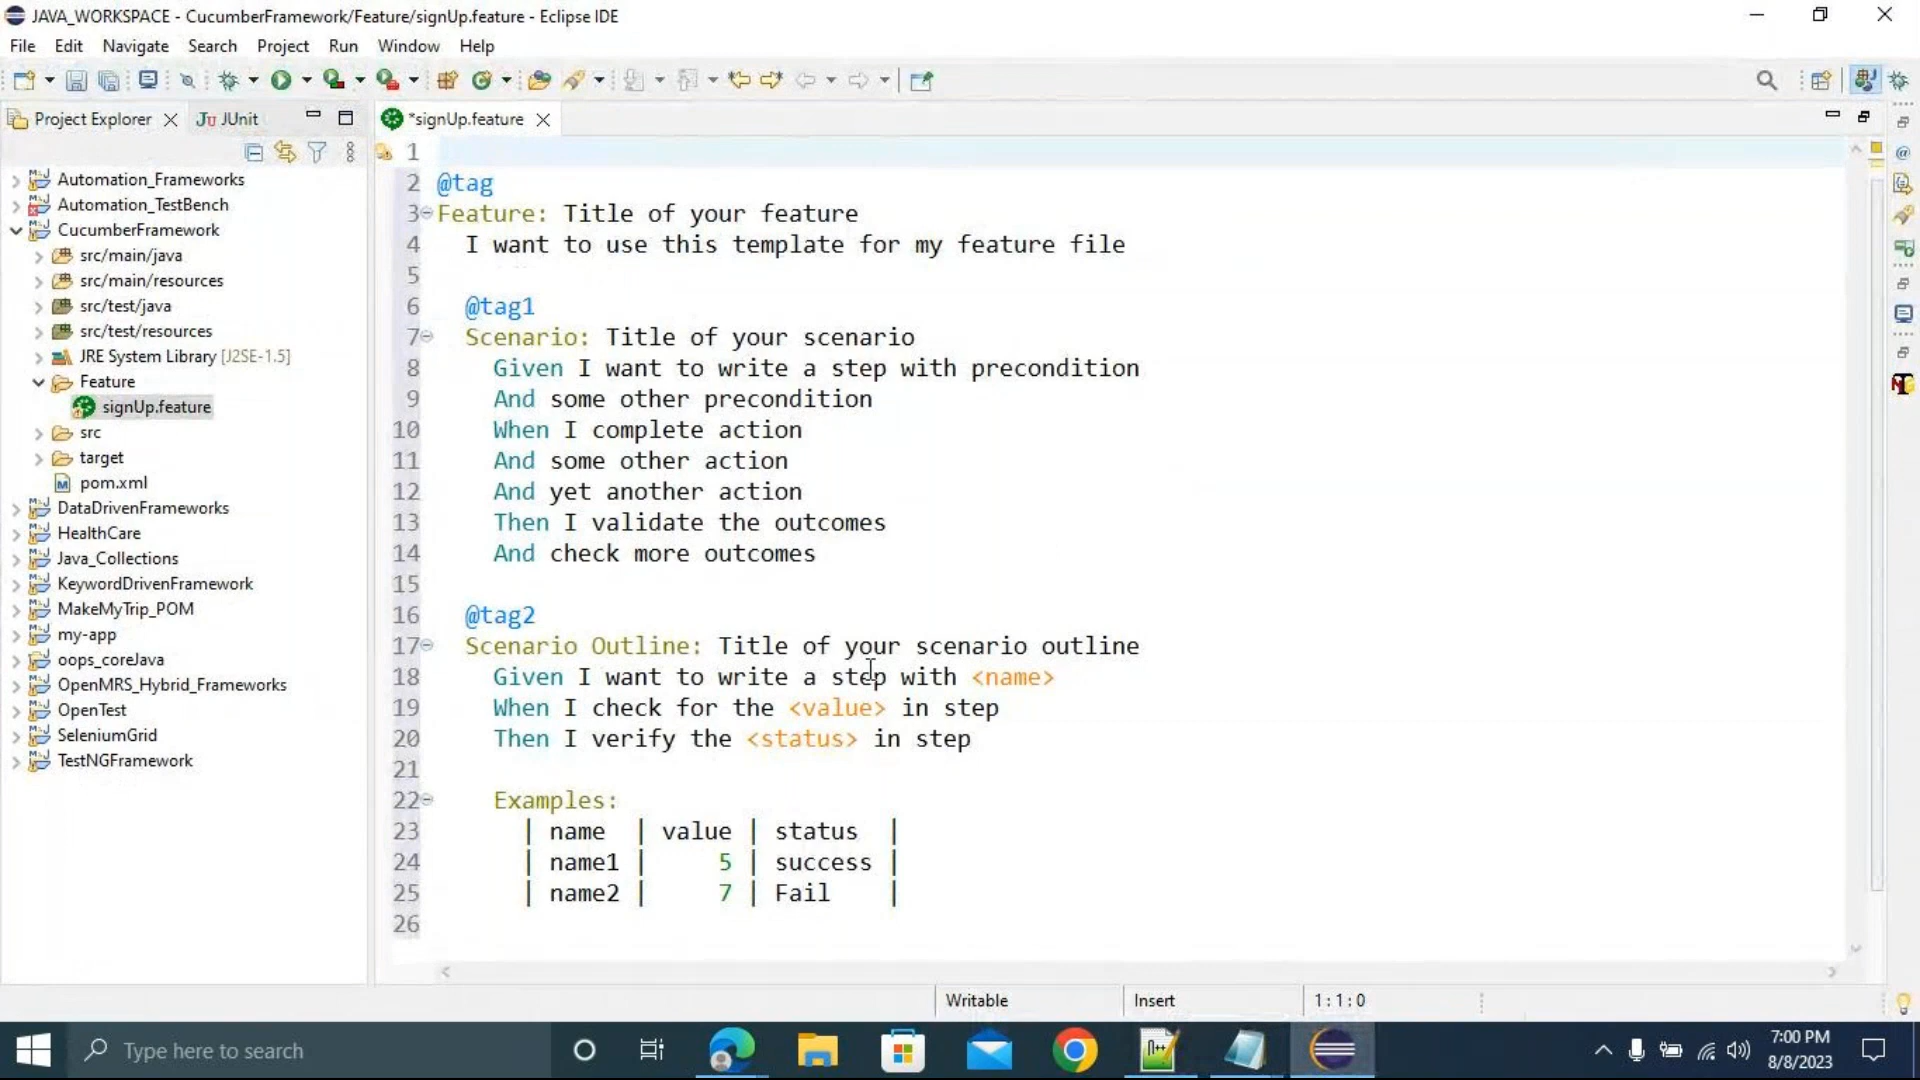 JAVA_WORKSPACE - CucumberFramework/Feature/signUp.feature - Eclipse IDE
File Edit Navigate Search Project Run Window Help
Project Explorer
JUnit
*signUp.feature
Automation_Frameworks
Automation_TestBench
CucumberFramework
src/main/java
src/main/resources
src/test/java
src/test/resources
JRE System Library [J2SE-1.5]
Feature
signUp.feature
src
target
pom.xml
DataDrivenFrameworks
HealthCare
Java_Collections
KeywordDrivenFramework
MakeMyTrip_POM
my-app
oops_coreJava
OpenMRS_Hybrid_Frameworks
OpenTest
SeleniumGrid
TestNGFramework
1
2 @tag
3 Feature: Title of your feature
4 I want to use this template for my feature file
5
6 @tag1
7 Scenario: Title of your scenario
8 Given I want to write a step with precondition
9 And some other precondition
10 When I complete action
11 And some other action
12 And yet another action
13 Then I validate the outcomes
14 And check more outcomes
15
16 @tag2
17 Scenario Outline: Title of your scenario outline
18 Given I want to write a step with <name>
19 When I check for the <value> in step
20 Then I verify the <status> in step
21
22 Examples:
23 | name | value | status |
24 | name1 | 5 | success |
25 | name2 | 7 | Fail |
26
Writable Insert 1:1:0
Type here to search
7:00 PM
8/8/2023